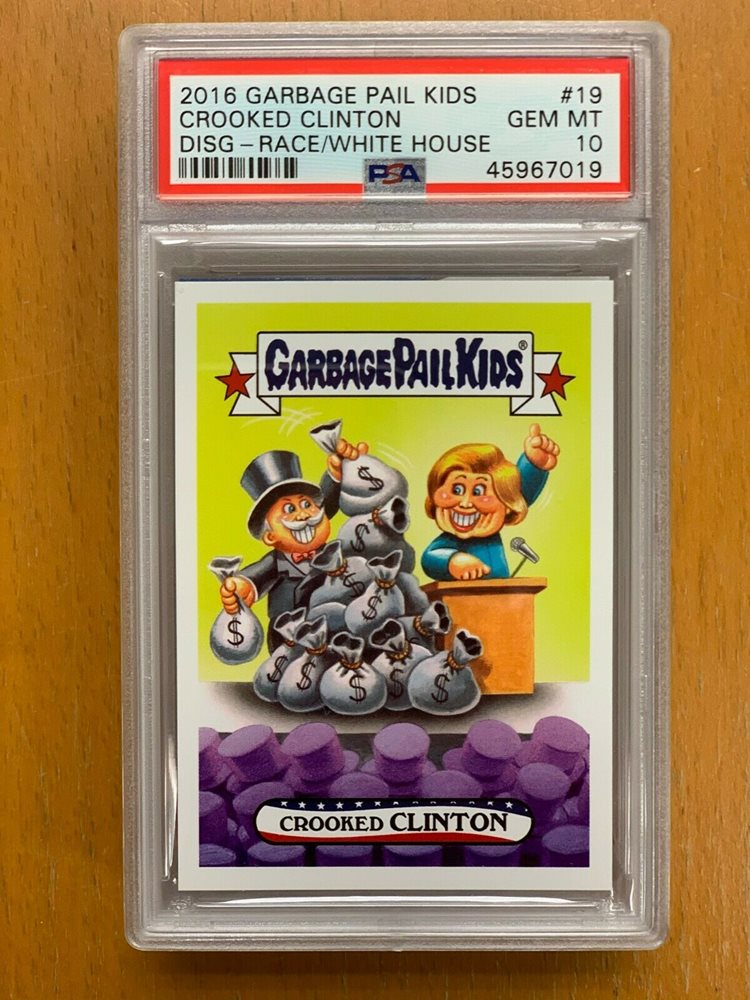 2016 GARBAGE PAIL KIDS #19
CROOKED CLINTON GEM MT
DISG - RACE/WHITE HOUSE 10
PSA 45967019
GARBAGE PAIL KIDS®
$
$
$
$
$
$
$
$
$
CROOKED CLINTON